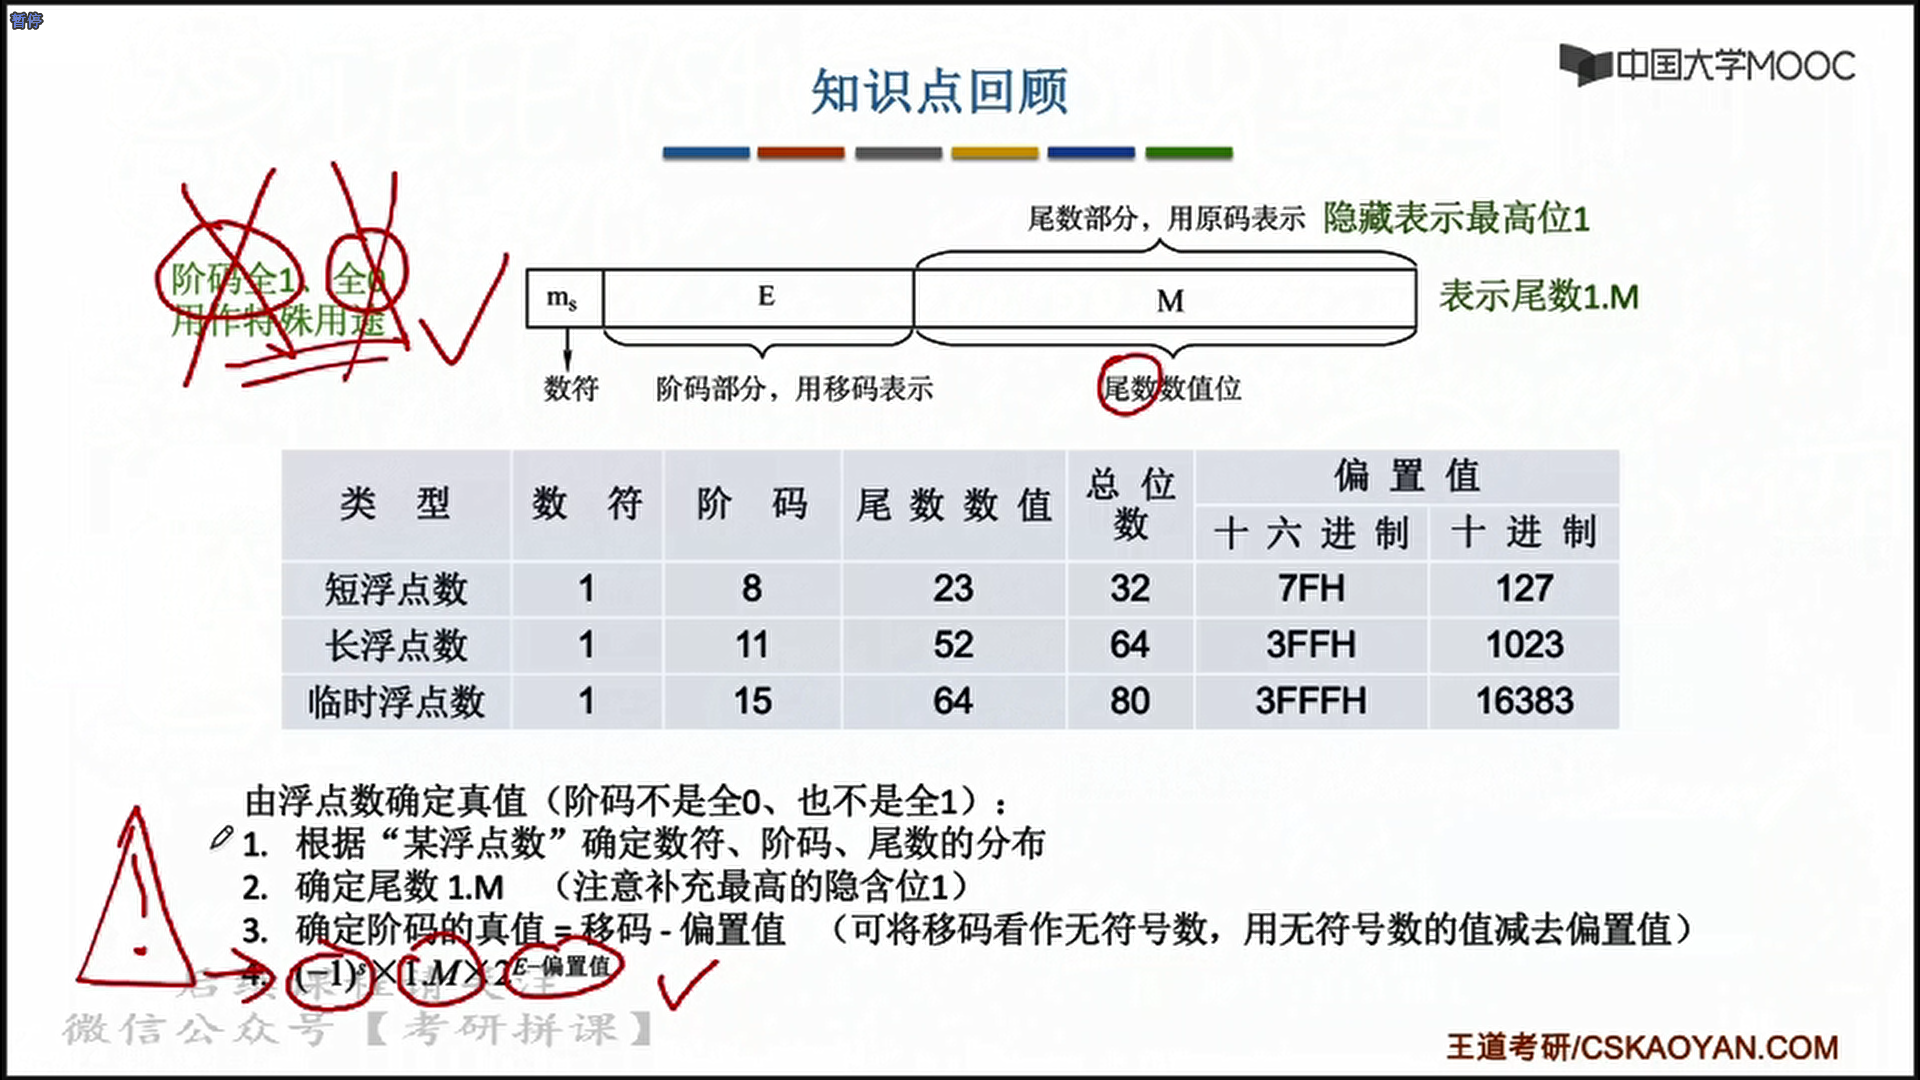 暂停
中国大学MOOC
知识点回顾
尾数部分，用原码表示 隐藏表示最高位1
阶码全1、全0
用作特殊用途
ms E M
表示尾数1.M
数符 阶码部分，用移码表示 尾数数值位
类 型 数 符 阶 码 尾数数值 总位数 偏置值
十六进制 十进制
短浮点数 1 8 23 32 7FH 127
长浮点数 1 11 52 64 3FFH 1023
临时浮点数 1 15 64 80 3FFFH 16383
由浮点数确定真值（阶码不是全0、也不是全1）：
1. 根据“某浮点数”确定数符、阶码、尾数的分布
2. 确定尾数 1.M （注意补充最高的隐含位1）
3. 确定阶码的真值 = 移码 - 偏置值 （可将移码看作无符号数，用无符号数的值减去偏置值）
4. (−1)^s×1.M×2^E−偏置值
后续课程请关注
微信公众号【考研拼课】
王道考研/CSKAOYAN.COM